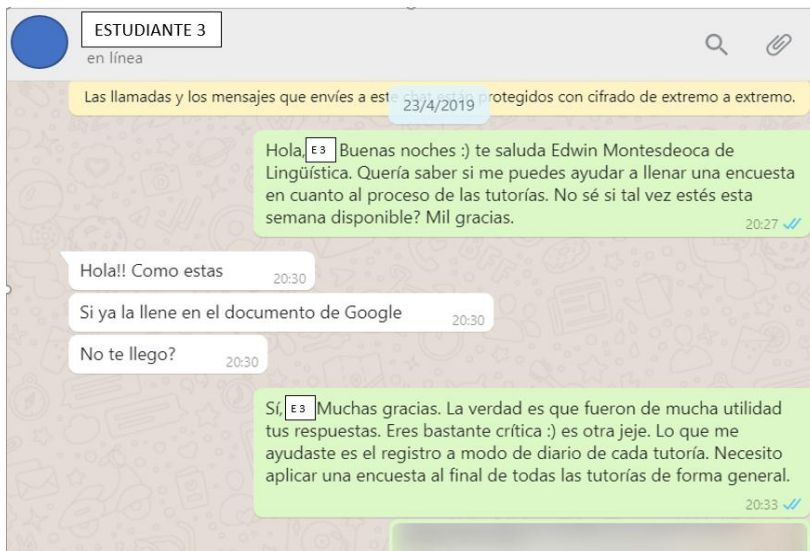 ESTUDIANTE 3
en línea
Las llamadas y los mensajes que envíes a este chat están protegidos con cifrado de extremo a extremo.
23/4/2019
Hola, E 3 Buenas noches :) te saluda Edwin Montesdeoca de
Lingüística. Quería saber si me puedes ayudar a llenar una encuesta
en cuanto al proceso de las tutorías. No sé si tal vez estés esta
semana disponible? Mil gracias.
20:27
Hola!! Como estas
20:30
Si ya la llene en el documento de Google
20:30
No te llego?
20:30
Sí, E 3 Muchas gracias. La verdad es que fueron de mucha utilidad
tus respuestas. Eres bastante crítica :) es otra jeje. Lo que me
ayudaste es el registro a modo de diario de cada tutoría. Necesito
aplicar una encuesta al final de todas las tutorías de forma general.
20:33